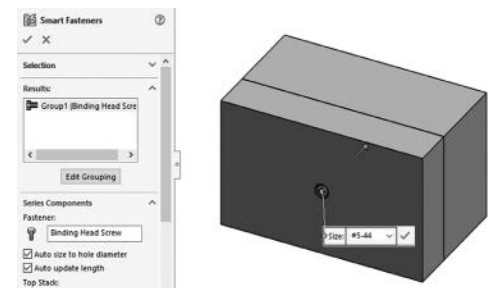 Smart Fasteners
Selection
Results:
Group1 (Binding Head Scre
Edit Grouping
Series Components
Fastener:
Binding Head Screw
Auto size to hole diameter
Auto update length
Top Stack:
Size: #5-44